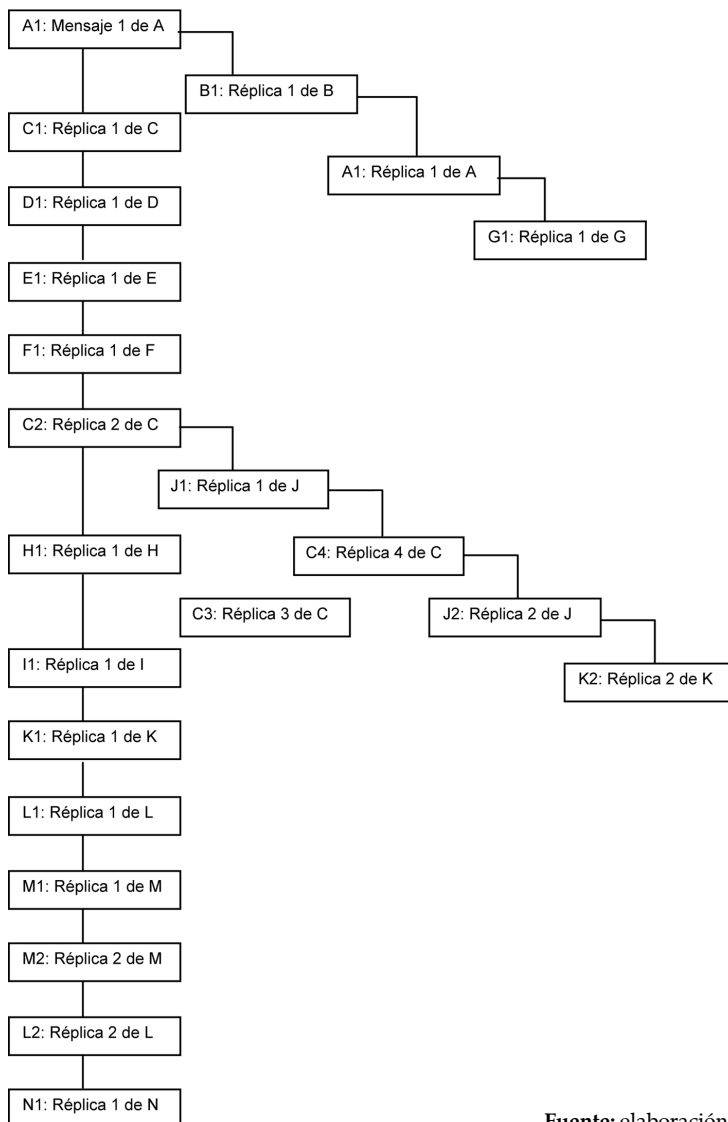 A1: Mensaje 1 de A
B1: Réplica 1 de B
C1: Réplica 1 de C
A1: Réplica 1 de A
D1: Réplica 1 de D
G1: Réplica 1 de G
E1: Réplica 1 de E
F1: Réplica 1 de F
C2: Réplica 2 de C
J1: Réplica 1 de J
H1: Réplica 1 de H
C4: Réplica 4 de C
C3: Réplica 3 de C
J2: Réplica 2 de J
I1: Réplica 1 de I
K2: Réplica 2 de K
K1: Réplica 1 de K
L1: Réplica 1 de L
M1: Réplica 1 de M
M2: Réplica 2 de M
L2: Réplica 2 de L
N1: Réplica 1 de N
Fuente: elaboración